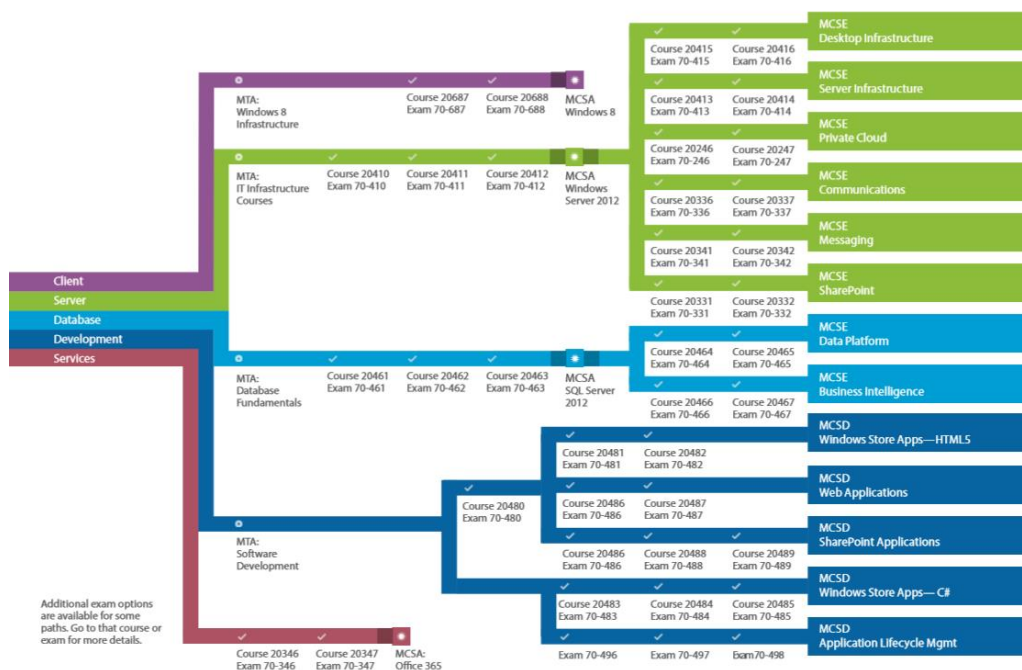 MCSE
Desktop Infrastructure
Course 20415
Exam 70-415
Course 20416
Exam 70-416
MTA:
Windows 8
Infrastructure
Course 20687
Exam 70-687
Course 20688
Exam 70-688
MCSA
Windows 8
MCSE
Server Infrastructure
Course 20413
Exam 70-413
Course 20414
Exam 70-414
MCSE
Private Cloud
Course 20246
Exam 70-246
Course 20247
Exam 70-247
MTA:
IT Infrastructure
Courses
Course 20410
Exam 70-410
Course 20411
Exam 70-411
Course 20412
Exam 70-412
MCSA
Windows
Server 2012
MCSE
Communications
Course 20336
Exam 70-336
Course 20337
Exam 70-337
MCSE
Messaging
Course 20341
Exam 70-341
Course 20342
Exam 70-342
MCSE
SharePoint
Course 20331
Exam 70-331
Course 20332
Exam 70-332
Client
Server
Database
Development
Services
MCSE
Data Platform
Course 20464
Exam 70-464
Course 20465
Exam 70-465
MTA:
Database
Fundamentals
Course 20461
Exam 70-461
Course 20462
Exam 70-462
Course 20463
Exam 70-463
MCSA
SQL Server
2012
MCSE
Business Intelligence
Course 20466
Exam 70-466
Course 20467
Exam 70-467
MCSD
Windows Store Apps—HTML5
Course 20481
Exam 70-481
Course 20482
Exam 70-482
Course 20480
Exam 70-480
MCSD
Web Applications
Course 20486
Exam 70-486
Course 20487
Exam 70-487
MTA:
Software
Development
MCSD
SharePoint Applications
Course 20486
Exam 70-486
Course 20488
Exam 70-488
Course 20489
Exam 70-489
MCSD
Windows Store Apps— C#
Course 20483
Exam 70-483
Course 20484
Exam 70-484
Course 20485
Exam 70-485
MCSD
Application Lifecycle Mgmt
Exam 70-496
Exam 70-497
Exam70-498
Additional exam options
are available for some
paths. Go to that course or
exam for more details.
Course 20346
Exam 70-346
Course 20347
Exam 70-347
MCSA:
Office 365